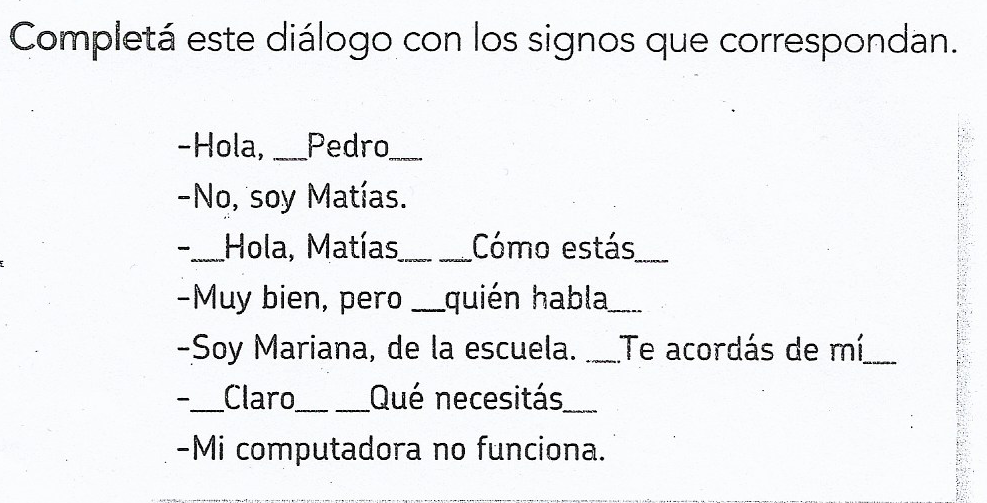 Completá este diálogo con los signos que correspondan.
-Hola, __Pedro__
-No, soy Matías.
-__Hola, Matías__ __Cómo estás__
-Muy bien, pero __quién habla__
-Soy Mariana, de la escuela. __Te acordás de mí__
-__Claro__ __Qué necesitás__
-Mi computadora no funciona.